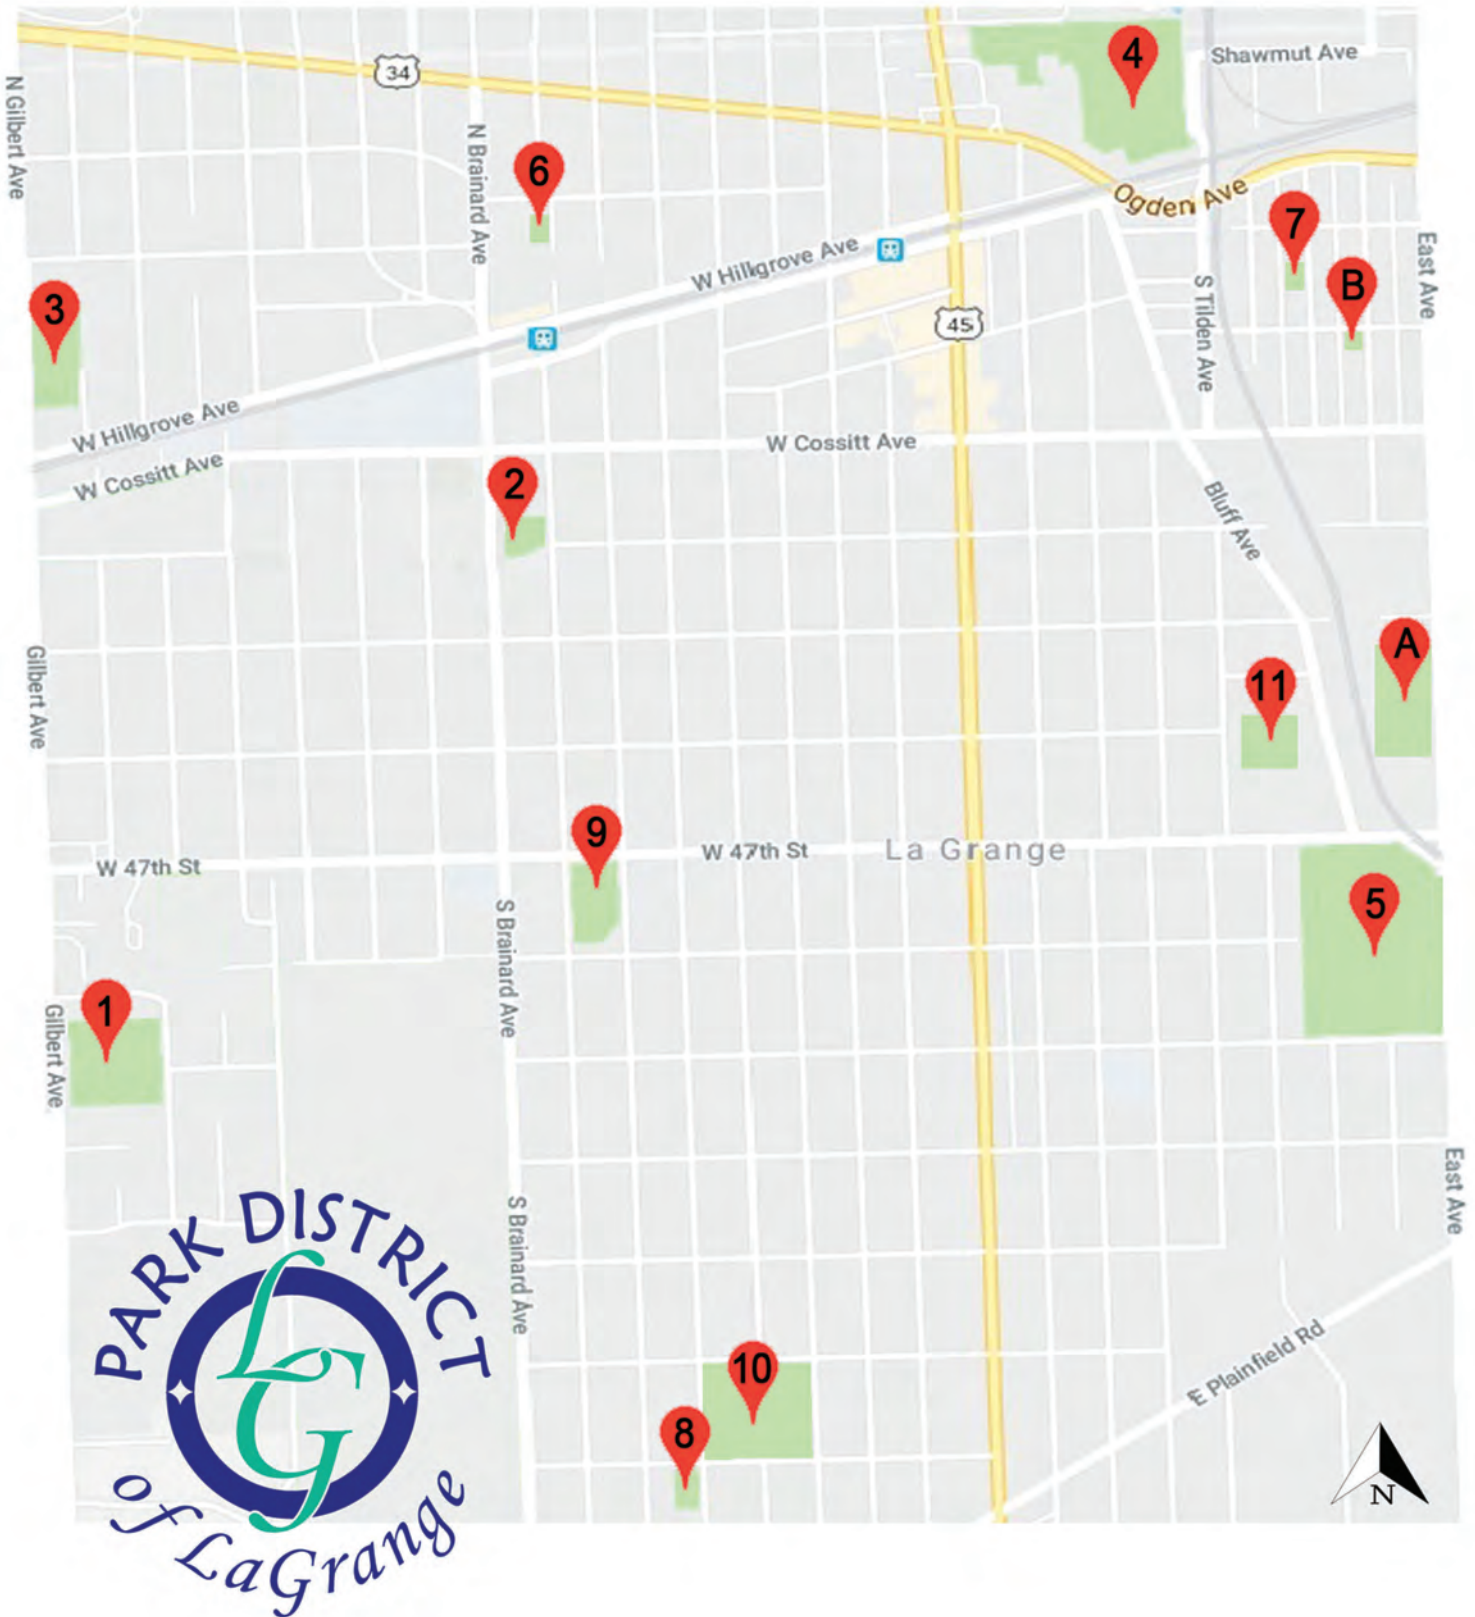 Shawmut Ave
4
34
N Gilbert Ave
N Brainard Ave
6
Ogden Ave
7
East Ave
W Hillgrove Ave
B
3
S Tilden Ave
45
W Hillgrove Ave
W Cossitt Ave
W Cossitt Ave
2
Bluff Ave
Gilbert Ave
A
11
9
W 47th St
W 47th St
La Grange
5
S Brainard Ave
1
Gilbert Ave
East Ave
S Brainard Ave
E Plainfield Rd
10
8
N
PARK DISTRICT
LG
of LaGrange